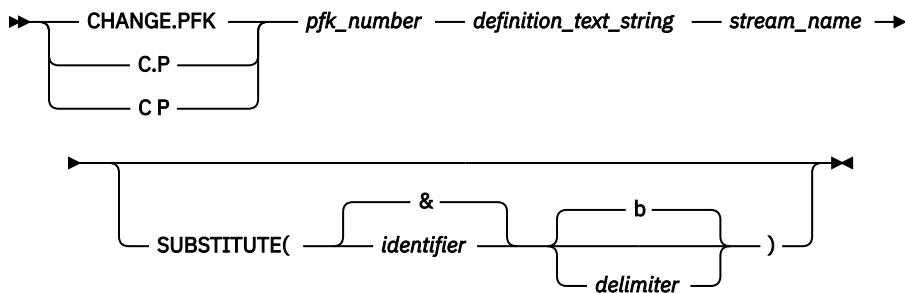 CHANGE.PFK pfk_number definition_text_string stream_name
C.P
C P
&
b
SUBSTITUTE( identifier )
delimiter